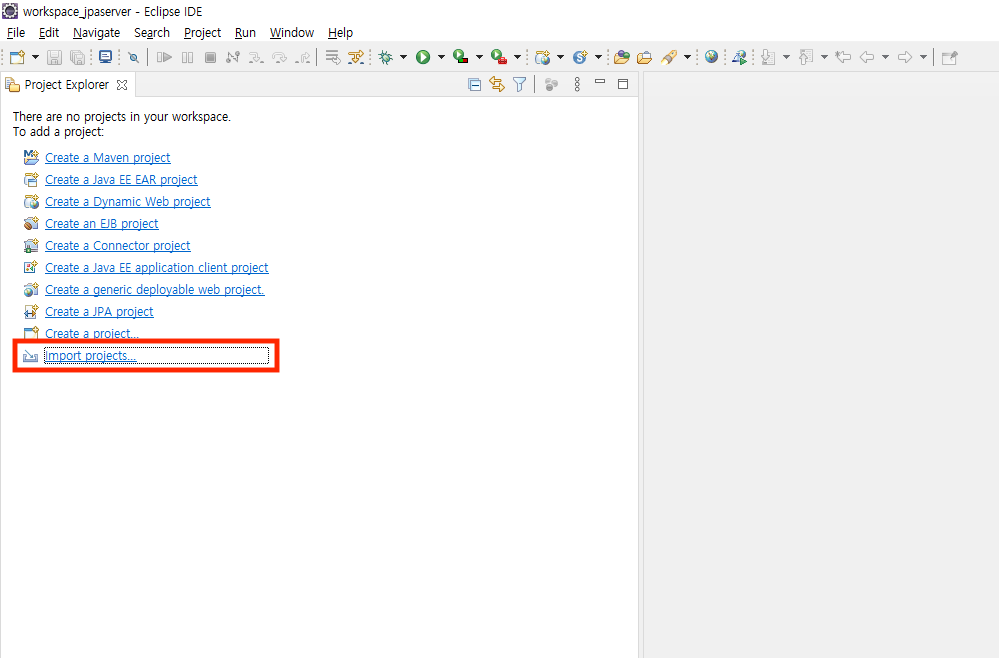 workspace_jpaserver - Eclipse IDE
File Edit Navigate Search Project Run Window Help
Project Explorer
There are no projects in your workspace.
To add a project:
Create a Maven project
Create a Java EE EAR project
Create a Dynamic Web project
Create an EJB project
Create a Connector project
Create a Java EE application client project
Create a generic deployable web project.
Create a JPA project
Create a project...
Import projects...